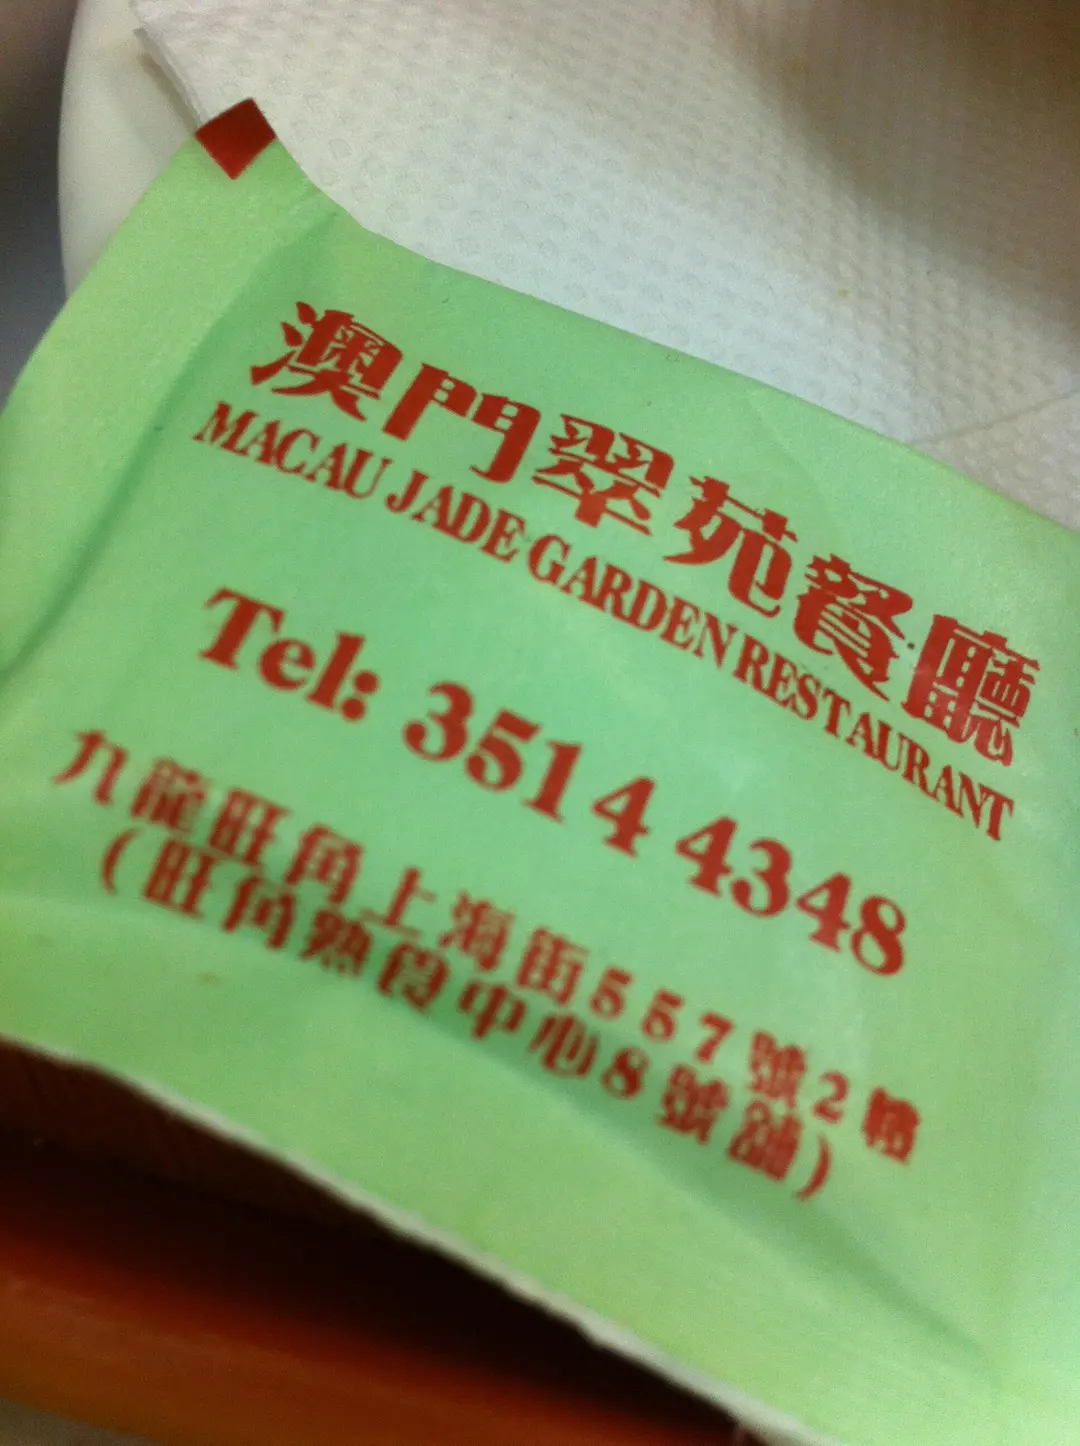 澳門翠苑餐廳
MACAU JADE GARDEN RESTAURANT
Tel: 3514 4348
九龍旺角上海街557號2樓
(旺角熟食中心8號舖)